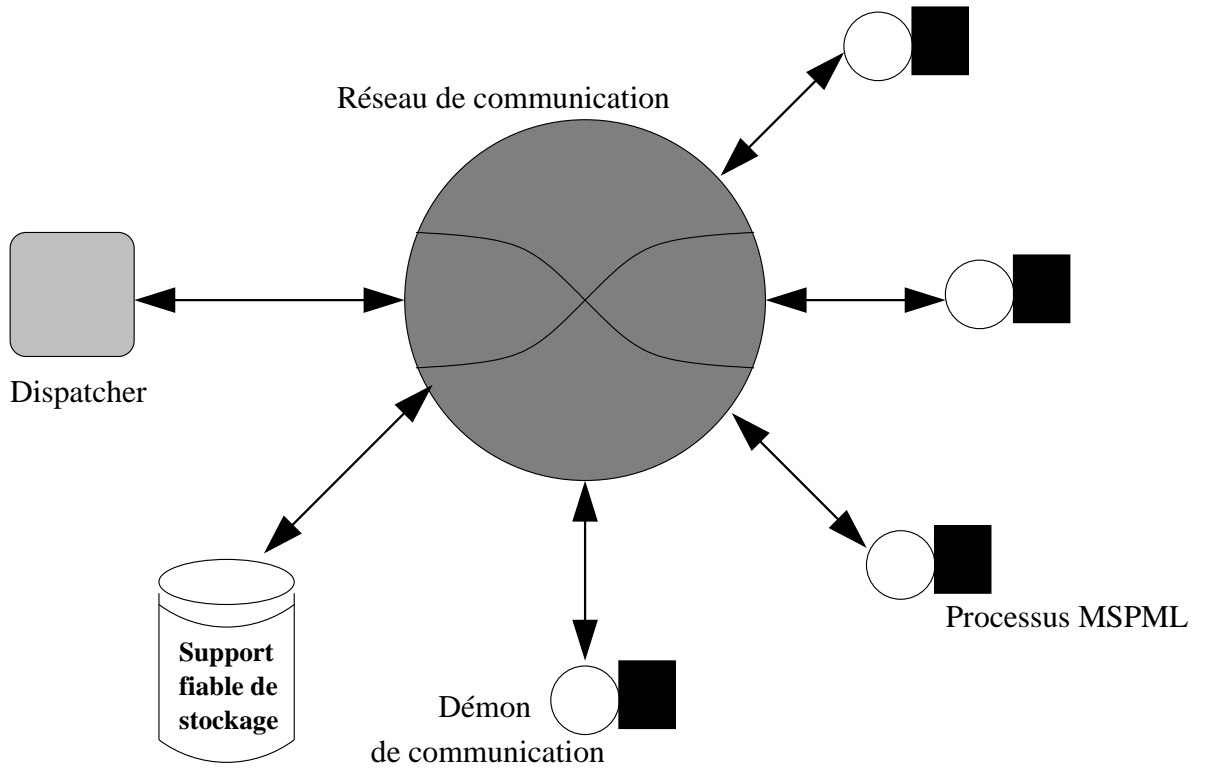 Réseau de communication
Dispatcher
Support
fiable de
stockage
Processus MSPML
Démon
de communication